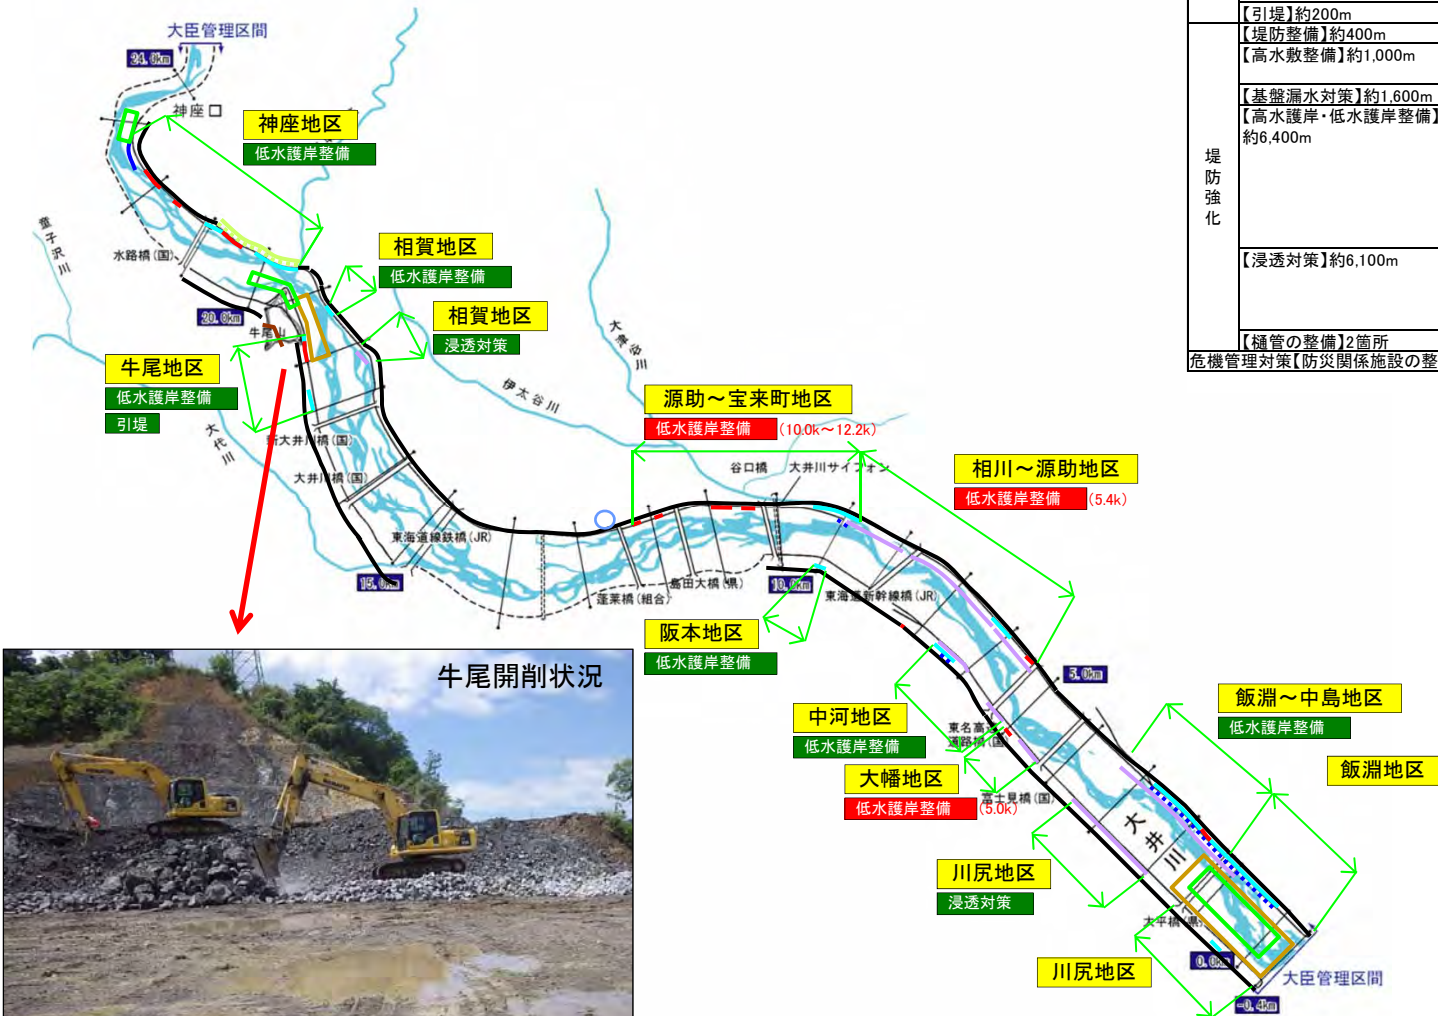 【引堤】約200m
【堤防整備】約400m
【高水敷整備】約1,000m
【基盤漏水対策】約1,600m
【高水護岸・低水護岸整備】
約6,400m
堤防強化
【浸透対策】約6,100m
【樋管の整備】2箇所
危機管理対策【防災関係施設の整
大臣管理区間
24.0km
神座口
神座地区
低水護岸整備
童子沢川
水路橋(国)
相賀地区
低水護岸整備
相賀地区
浸透対策
20.0km
牛尾山
牛尾地区
低水護岸整備
引堤
大代川
新大井川橋(国)
大井川橋(国)
東海道線鉄橋(JR)
15.0km
伊太谷川
大津谷川
源助～宝来町地区
低水護岸整備 (10.0k～12.2k)
谷口橋
大井川サイフォン
相川～源助地区
低水護岸整備 (5.4k)
蓬莱橋(組合)
島田大橋(県)
10.0km
東海道新幹線橋(JR)
阪本地区
低水護岸整備
5.0km
中河地区
低水護岸整備
東名高
道路橋(国
大幡地区
低水護岸整備 (5.0k)
富士見橋(国)
飯淵～中島地区
低水護岸整備
飯淵地区
大井川
川尻地区
浸透対策
太平橋(県)
川尻地区
0.0km
-0.4km
大臣管理区間
牛尾開削状況